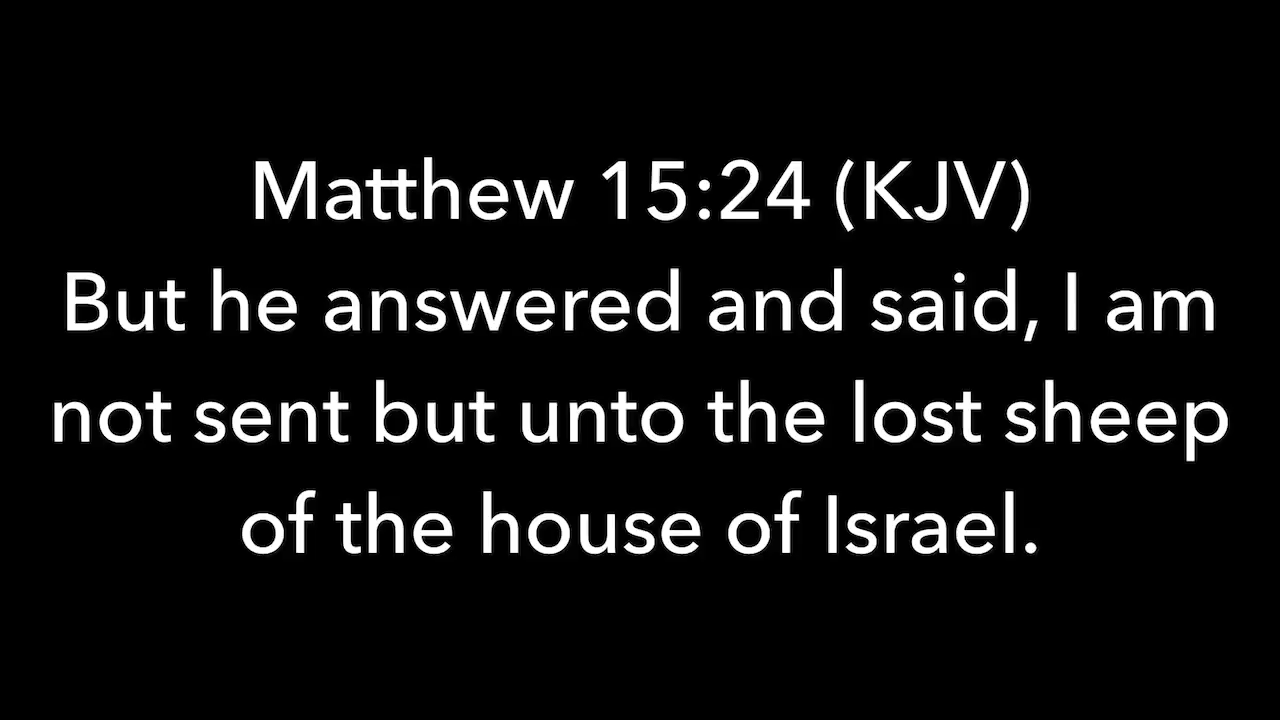 Matthew 15:24 (KJV)
But he answered and said, I am
not sent but unto the lost sheep
of the house of Israel.